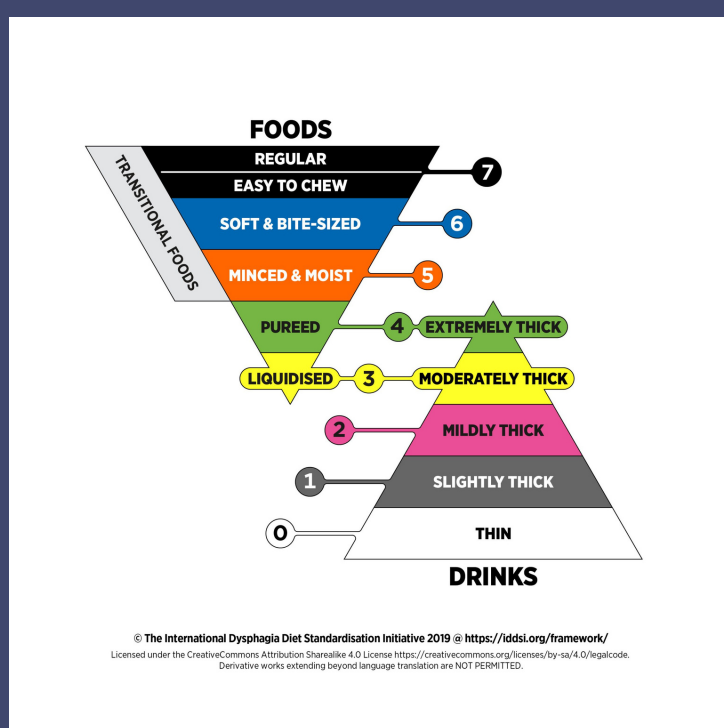 FOODS
REGULAR
EASY TO CHEW
7
TRANSITIONAL FOODS
SOFT & BITE-SIZED
6
MINCED & MOIST
5
PUREED
4
EXTREMELY THICK
LIQUIDISED
3
MODERATELY THICK
2
MILDLY THICK
1
SLIGHTLY THICK
0
THIN
DRINKS
© The International Dysphagia Diet Standardisation Initiative 2019 @ https://iddsi.org/framework/
Licensed under the CreativeCommons Attribution Sharealike 4.0 License https://creativecommons.org/licenses/by-sa/4.0/legalcode.
Derivative works extending beyond language translation are NOT PERMITTED.